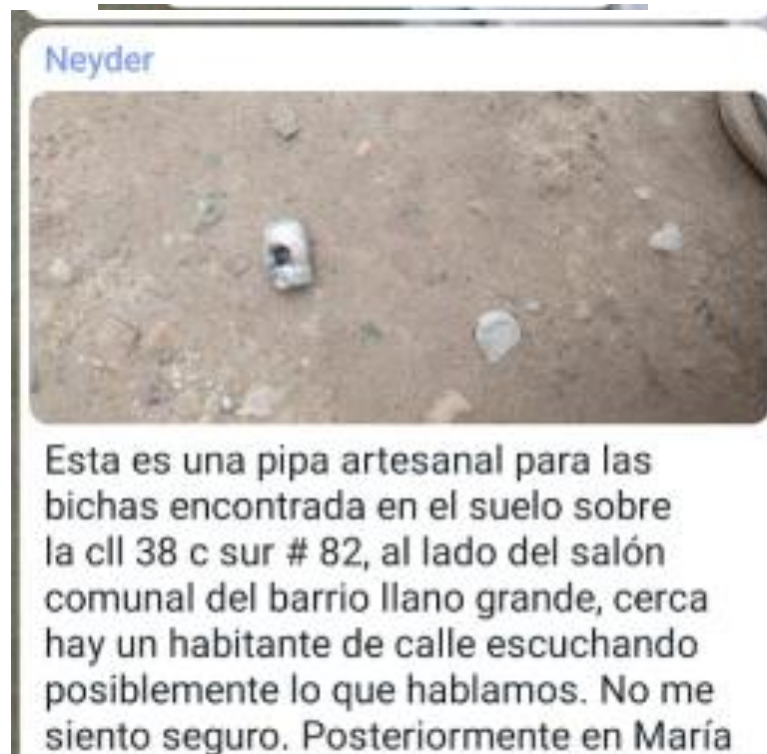 Neyder
Esta es una pipa artesanal para las
bichas encontrada en el suelo sobre
la cll 38 c sur # 82, al lado del salón
comunal del barrio llano grande, cerca
hay un habitante de calle escuchando
posiblemente lo que hablamos. No me
siento seguro. Posteriormente en María